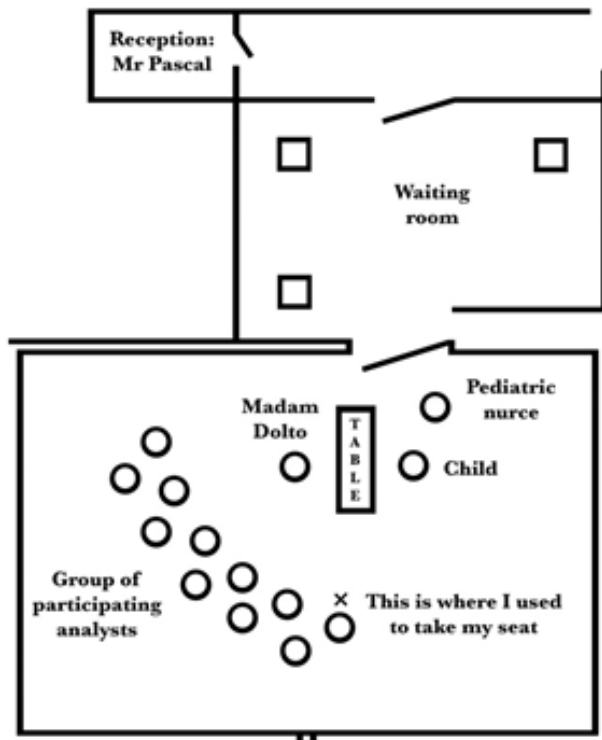 Reception:
Mr Pascal
Waiting
room
Pediatric
nurce
Madam
Dolto
TABLE
Child
Group of
participating
analysts
×
This is where I used
to take my seat